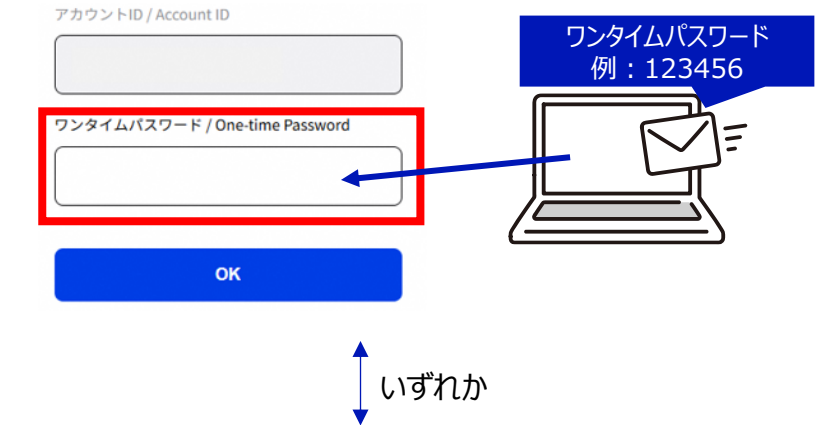 アカウントID / Account ID
ワンタイムパスワード
例：123456
ワンタイムパスワード / One-time Password
OK
いずれか